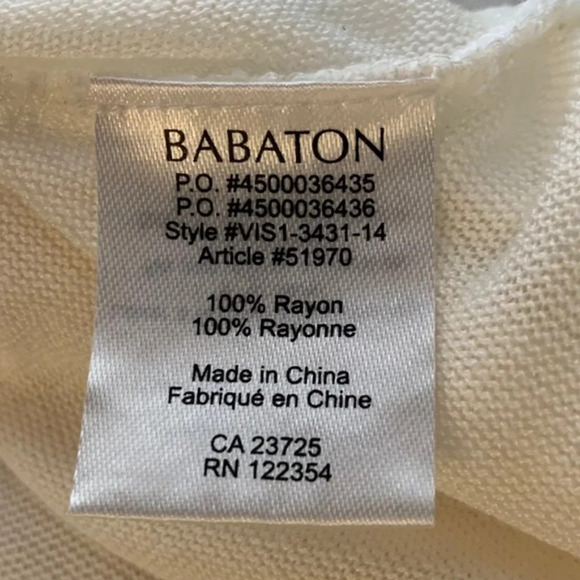 BABATON
P.O. #4500036435
P.O. #4500036436
Style #VIS1-3431-14
Article #51970
100% Rayon
100% Rayonne
Made in China
Fabriqué en Chine
CA 23725
RN 122354